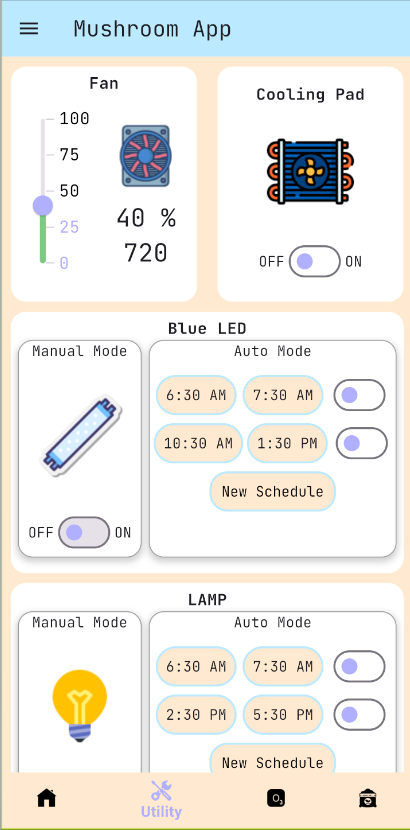 Mushroom App
Fan
100
75
50
25
0
40 %
720
Cooling Pad
OFF ON
Blue LED
Manual Mode
OFF ON
Auto Mode
6:30 AM 7:30 AM
10:30 AM 1:30 PM
New Schedule
LAMP
Manual Mode
Auto Mode
6:30 AM 7:30 AM
2:30 PM 5:30 PM
New Schedule
Utility
O₃